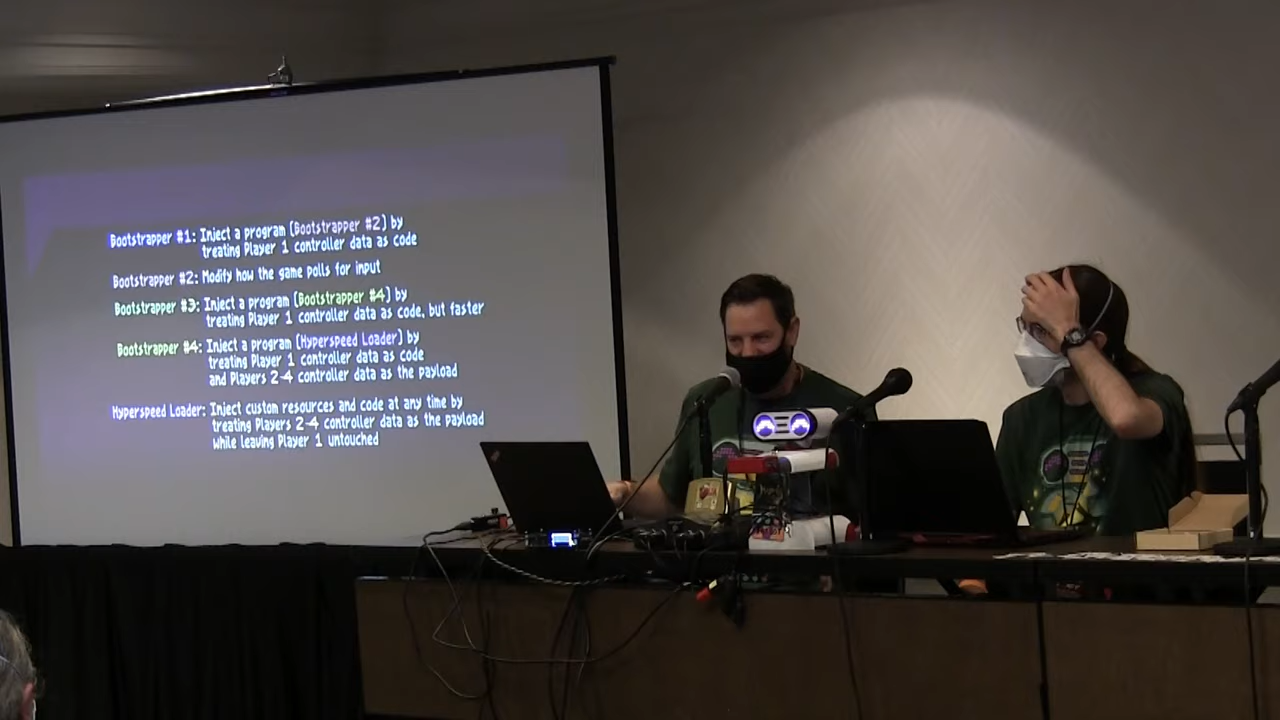 Bootstrapper #1: Inject a program (Bootstrapper #2) by
treating Player 1 controller data as code
Bootstrapper #2: Modify how the game polls for input
Bootstrapper #3: Inject a program (Bootstrapper #4) by
treating Player 1 controller data as code, but faster
Bootstrapper #4: Inject a program (Hyperspeed Loader) by
treating Player 1 controller data as code
and Players 2-4 controller data as the payload
Hyperspeed Loader: Inject custom resources and code at any time by
treating Players 2-4 controller data as the payload
while leaving Player 1 untouched